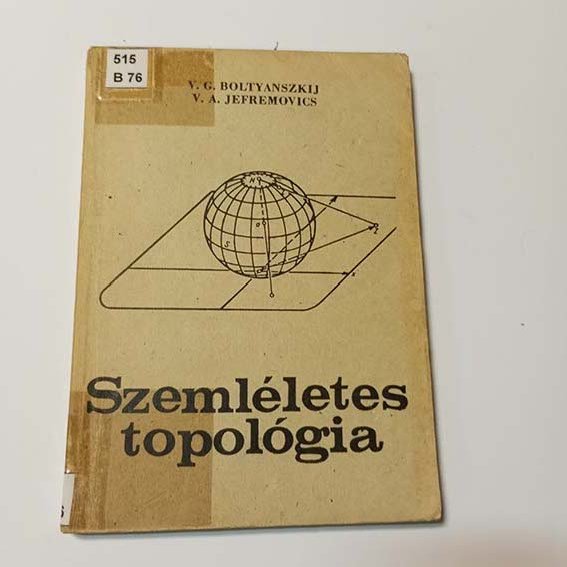 515
B 76
V. G. BOLTYANSZKIJ
V. A. JEFREMOVICS
N
S
Szemléletes
topológia